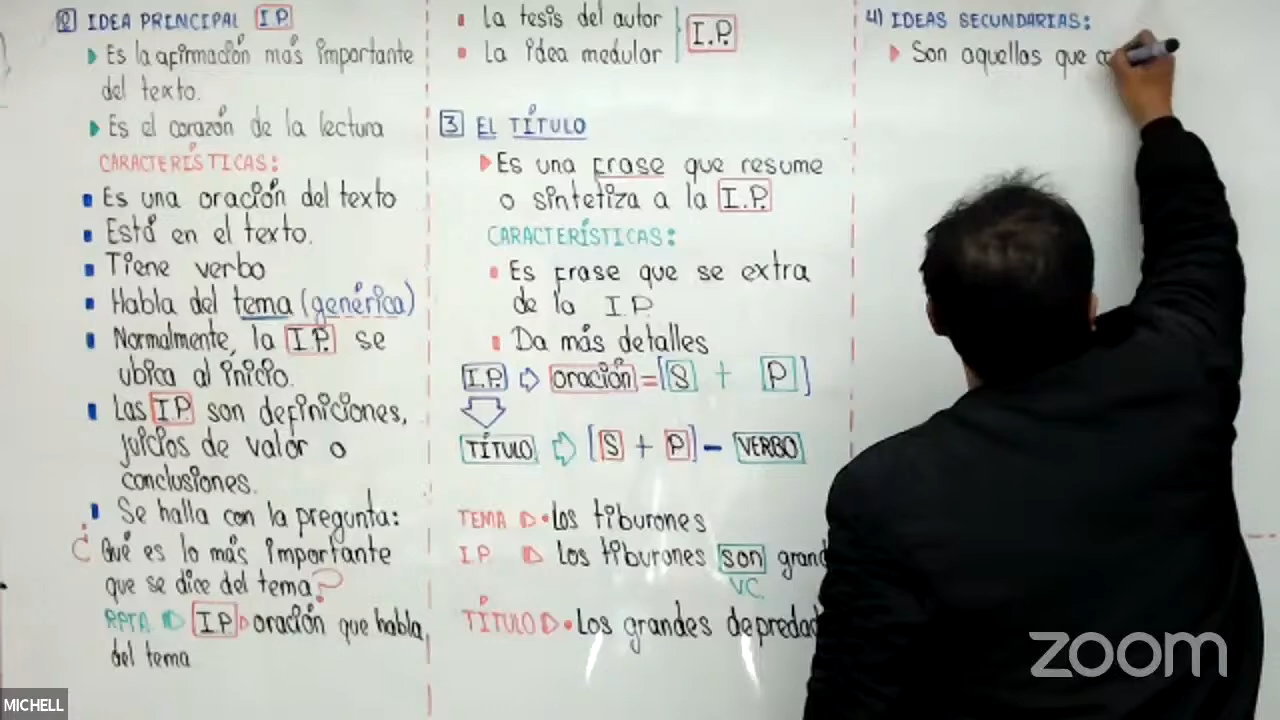 2 IDEA PRINCIPAL I.P.
Es la afirmación más importante
del texto.
Es el corazón de la lectura
CARACTERÍSTICAS:
Es una oración del texto
Está en el texto.
Tiene verbo
Habla del tema (genérica)
Normalmente, la I.P. se
ubica al inicio.
Las I.P. son definiciones,
juicios de valor o
conclusiones.
Se halla con la pregunta:
¿Qué es lo más importante
que se dice del tema?
RPTA I.P. oración que habla
del tema
La tesis del autor
La idea medular
I.P.
3 EL TÍTULO
Es una frase que resume
o sintetiza a la I.P.
CARACTERÍSTICAS:
Es frase que se extra
de la I.P.
Da más detalles
I.P. ⇨ oración = [S + P]
TÍTULO ⇨ [S + P] - VERBO
TEMA • Los tiburones
I.P. Los tiburones son grand
VC
TÍTULO • Los grandes depredad
4) IDEAS SECUNDARIAS:
Son aquellas que
zoom
MICHELL